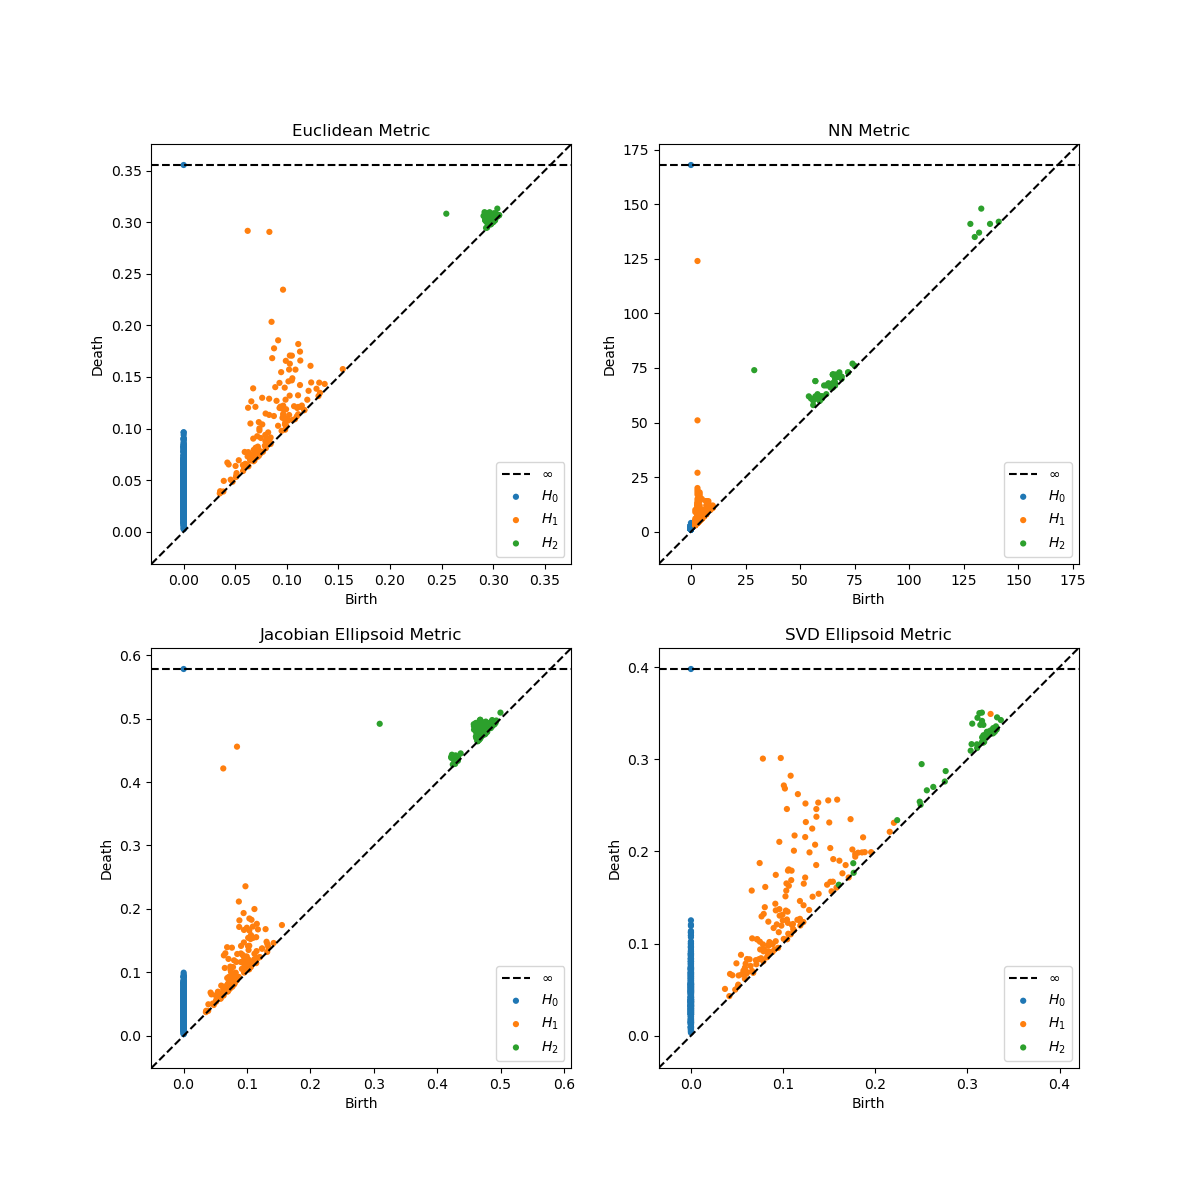 Euclidean Metric
Death
0.35
0.30
0.25
0.20
0.15
0.10
0.05
0.00
0.00 0.05 0.10 0.15 0.20 0.25 0.30 0.35
Birth
∞
H₀
H₁
H₂
NN Metric
Death
175
150
125
100
75
50
25
0
0 25 50 75 100 125 150 175
Birth
∞
H₀
H₁
H₂
Jacobian Ellipsoid Metric
Death
0.6
0.5
0.4
0.3
0.2
0.1
0.0
0.0 0.1 0.2 0.3 0.4 0.5 0.6
Birth
∞
H₀
H₁
H₂
SVD Ellipsoid Metric
Death
0.4
0.3
0.2
0.1
0.0
0.0 0.1 0.2 0.3 0.4
Birth
∞
H₀
H₁
H₂